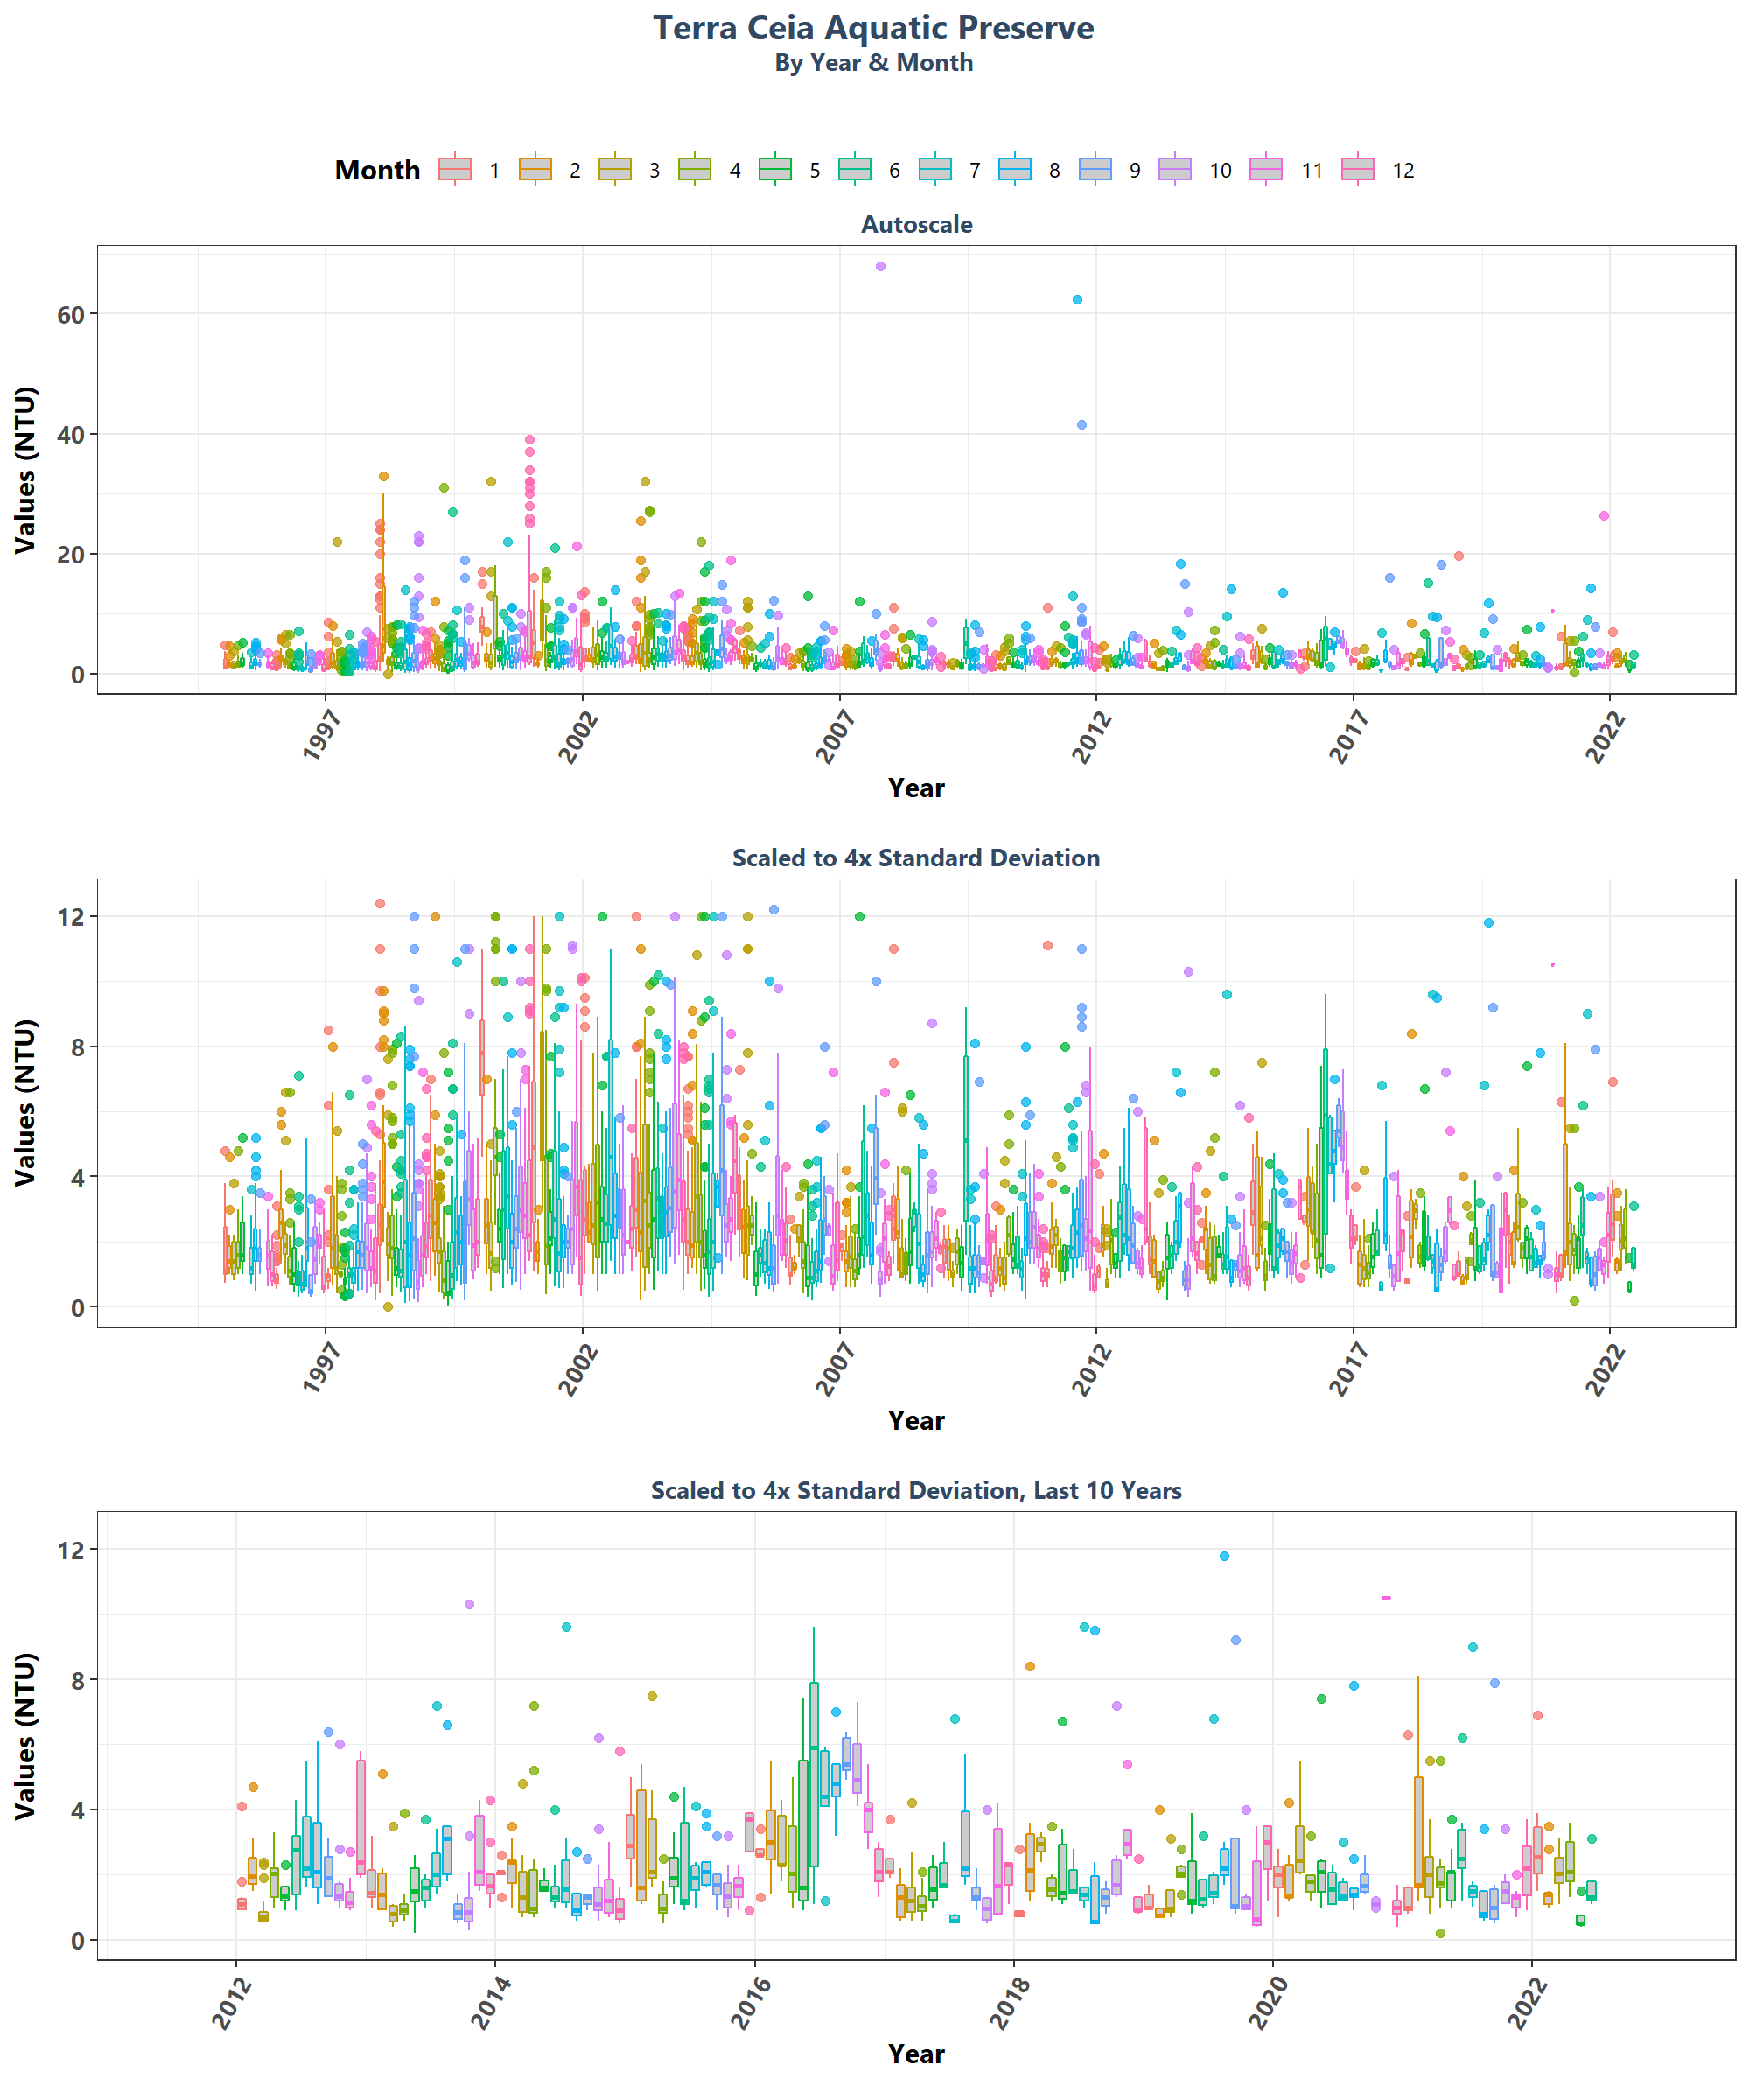 Terra Ceia Aquatic Preserve
By Year & Month
Month 1 2 3 4 5 6 7 8 9 10 11 12
Autoscale
Values (NTU)
60
40
20
0
1997 2002 2007 2012 2017 2022
Year
Scaled to 4x Standard Deviation
Values (NTU)
12
8
4
0
1997 2002 2007 2012 2017 2022
Year
Scaled to 4x Standard Deviation, Last 10 Years
Values (NTU)
12
8
4
0
2012 2014 2016 2018 2020 2022
Year